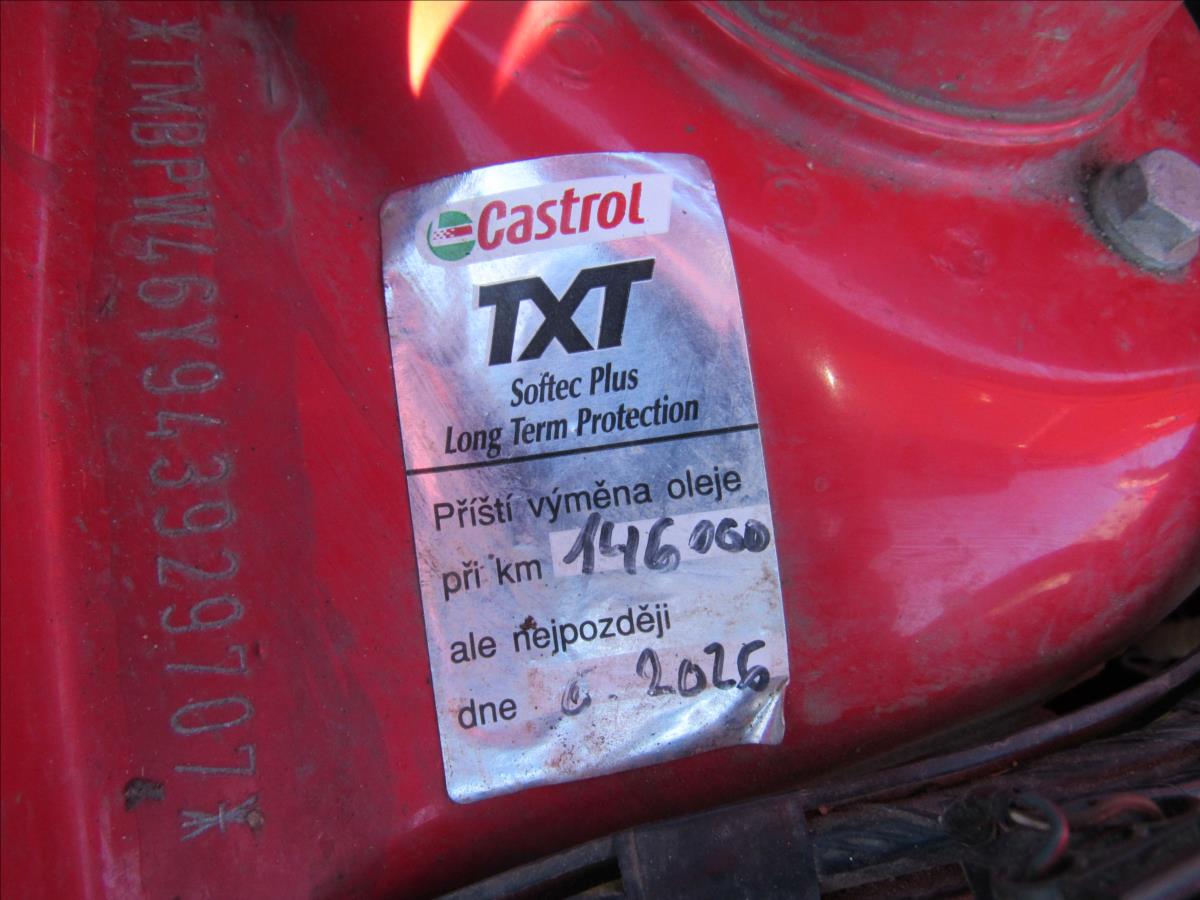 *TMBPW46Y943929707*
Castrol
TXT
Softec Plus
Long Term Protection
Příští výměna oleje
při km 146 000
ale nejpozději
dne 6. 2026